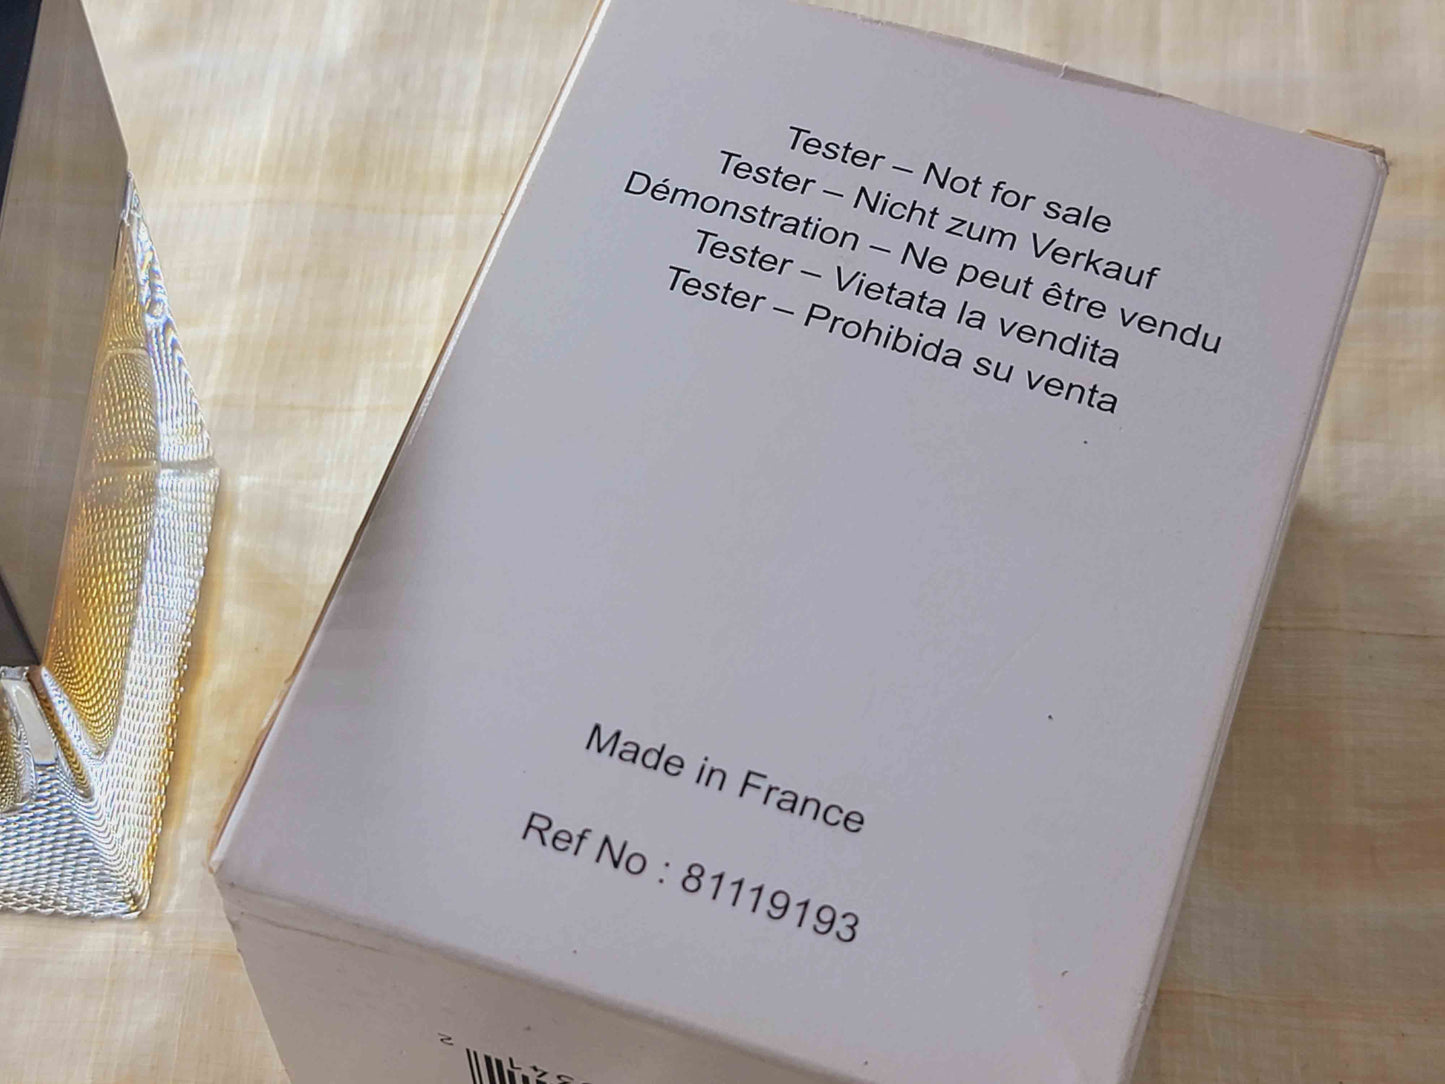 Tester – Not for sale
Tester – Nicht zum Verkauf
Démonstration – Ne peut être vendu
Tester – Vietata la vendita
Tester – Prohibida su venta
Made in France
Ref No : 81119193
2